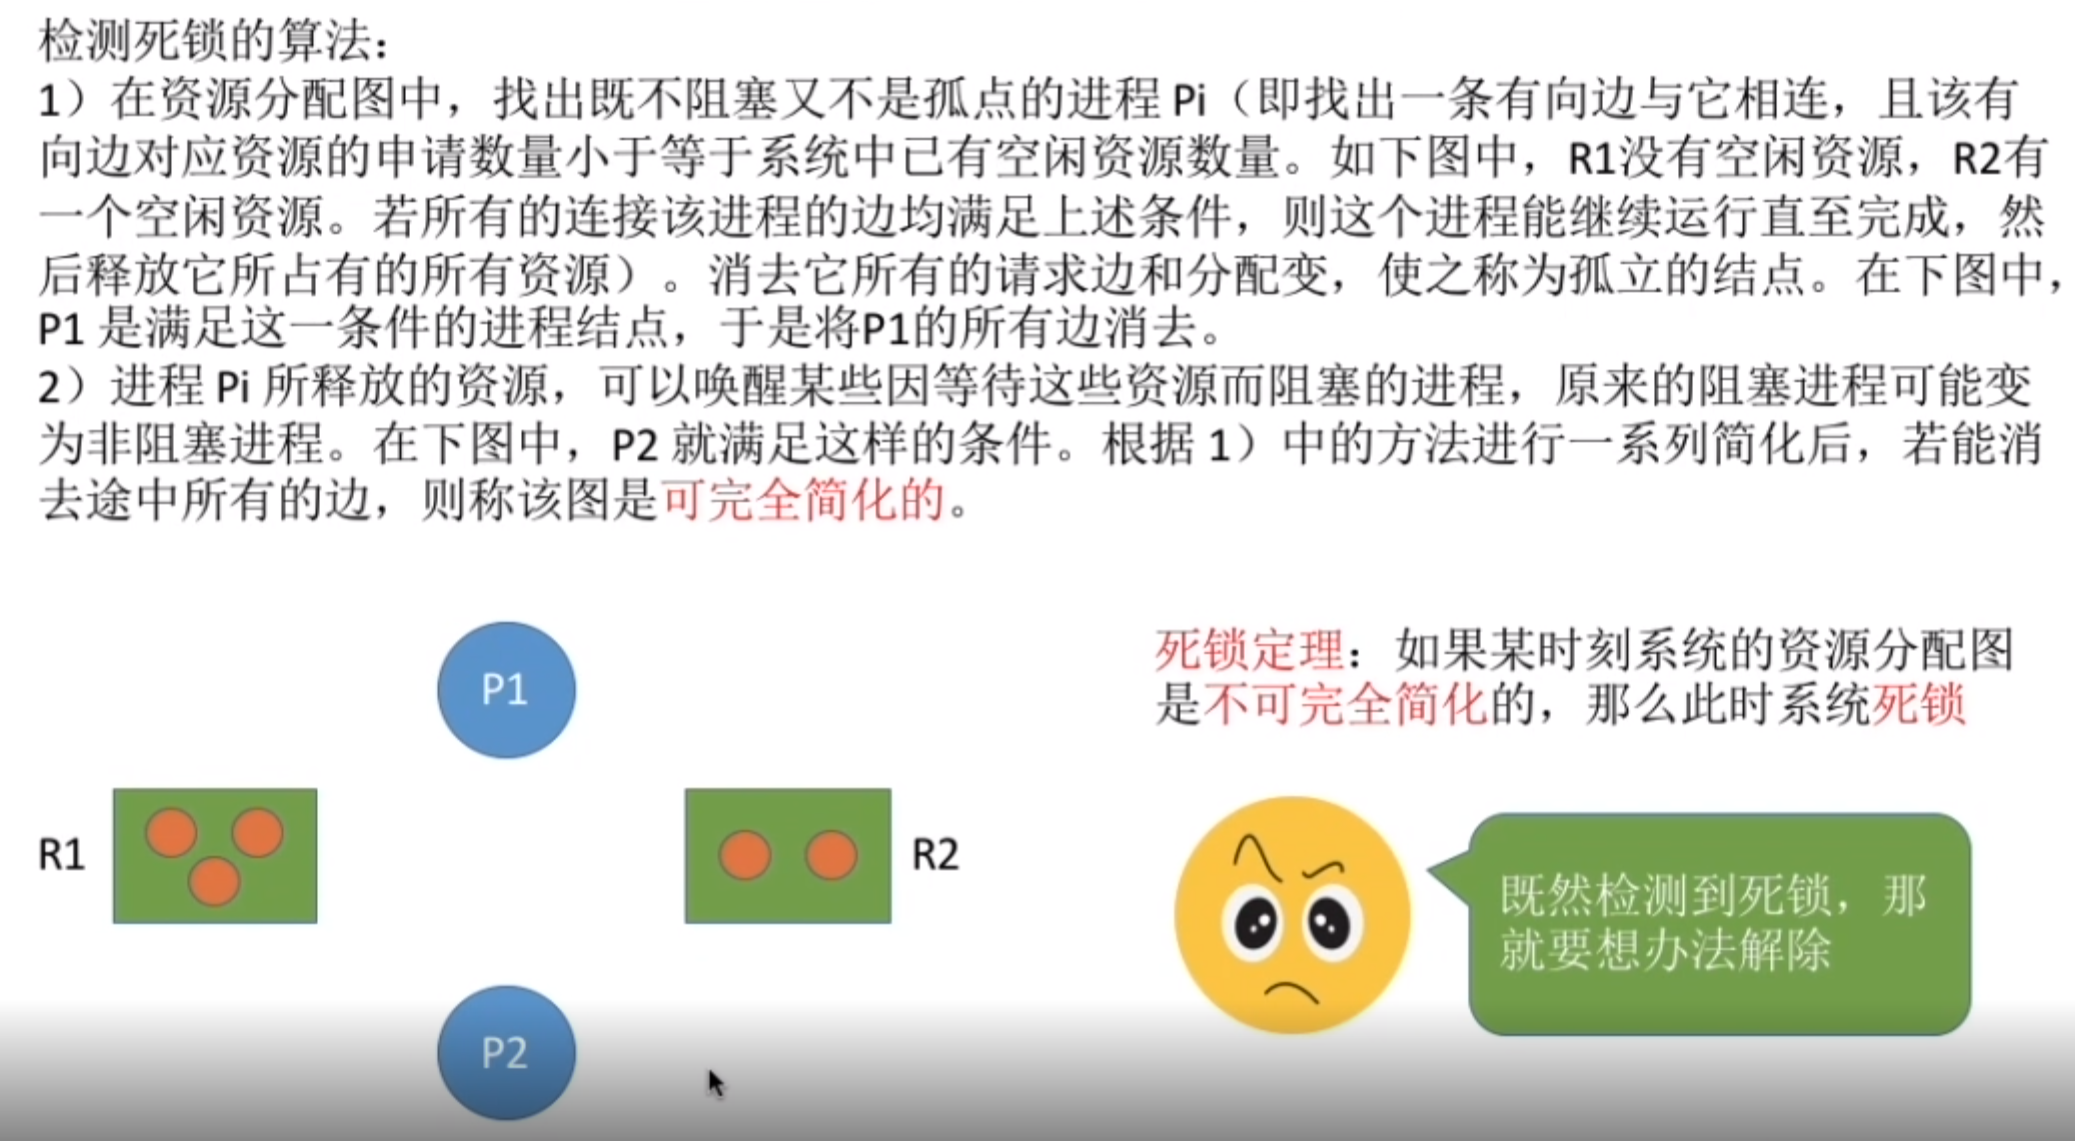 检测死锁的算法：
1）在资源分配图中，找出既不阻塞又不是孤点的进程 Pi（即找出一条有向边与它相连，且该有
向边对应资源的申请数量小于等于系统中已有空闲资源数量。如下图中，R1没有空闲资源，R2有
一个空闲资源。若所有的连接该进程的边均满足上述条件，则这个进程能继续运行直至完成，然
后释放它所占有的所有资源）。消去它所有的请求边和分配变，使之称为孤立的结点。在下图中，
P1 是满足这一条件的进程结点，于是将P1的所有边消去。
2）进程 Pi 所释放的资源，可以唤醒某些因等待这些资源而阻塞的进程，原来的阻塞进程可能变
为非阻塞进程。在下图中，P2 就满足这样的条件。根据 1）中的方法进行一系列简化后，若能消
去途中所有的边，则称该图是可完全简化的。
P1
R1
R2
P2
死锁定理：如果某时刻系统的资源分配图
是不可完全简化的，那么此时系统死锁
既然检测到死锁，那
就要想办法解除